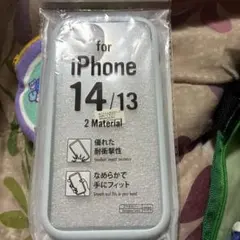 for
iPhone
14/13
2 Material
優れた
耐衝撃性
なめらかで
手にフィット